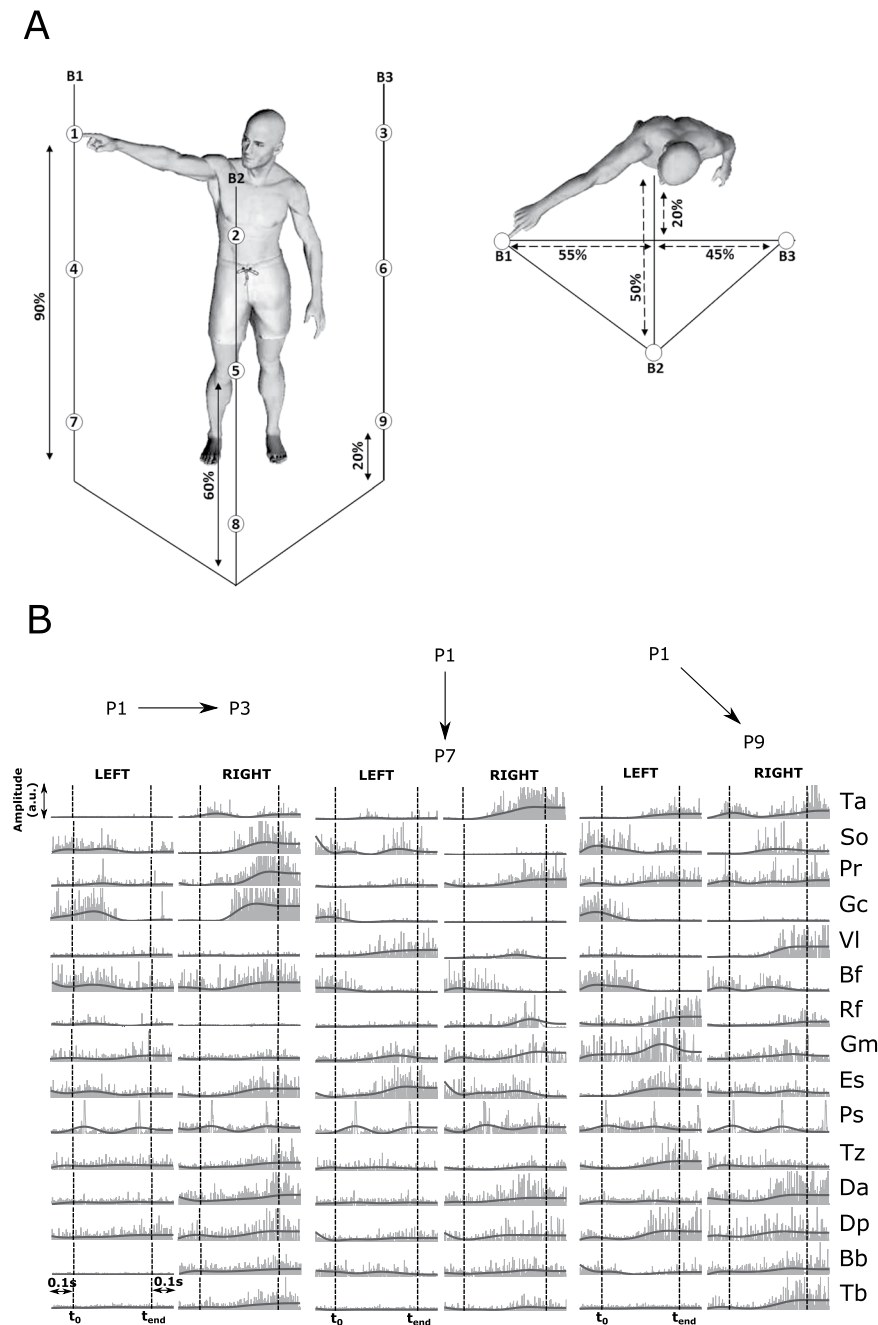 A
B1
B3
1
3
B2
2
20%
B1
55%
45%
B3
4
6
90%
50%
B2
5
7
9
20%
60%
8
B
P1
P1
P1
P3
P9
P7
LEFT
RIGHT
LEFT
RIGHT
LEFT
RIGHT
Amplitude
(a.u.)
Ta
So
Pr
Gc
Vl
Bf
Rf
Gm
Es
Ps
Tz
Da
Dp
Bb
0.1s
0.1s
Tb
t0
tend
t0
tend
t0
tend